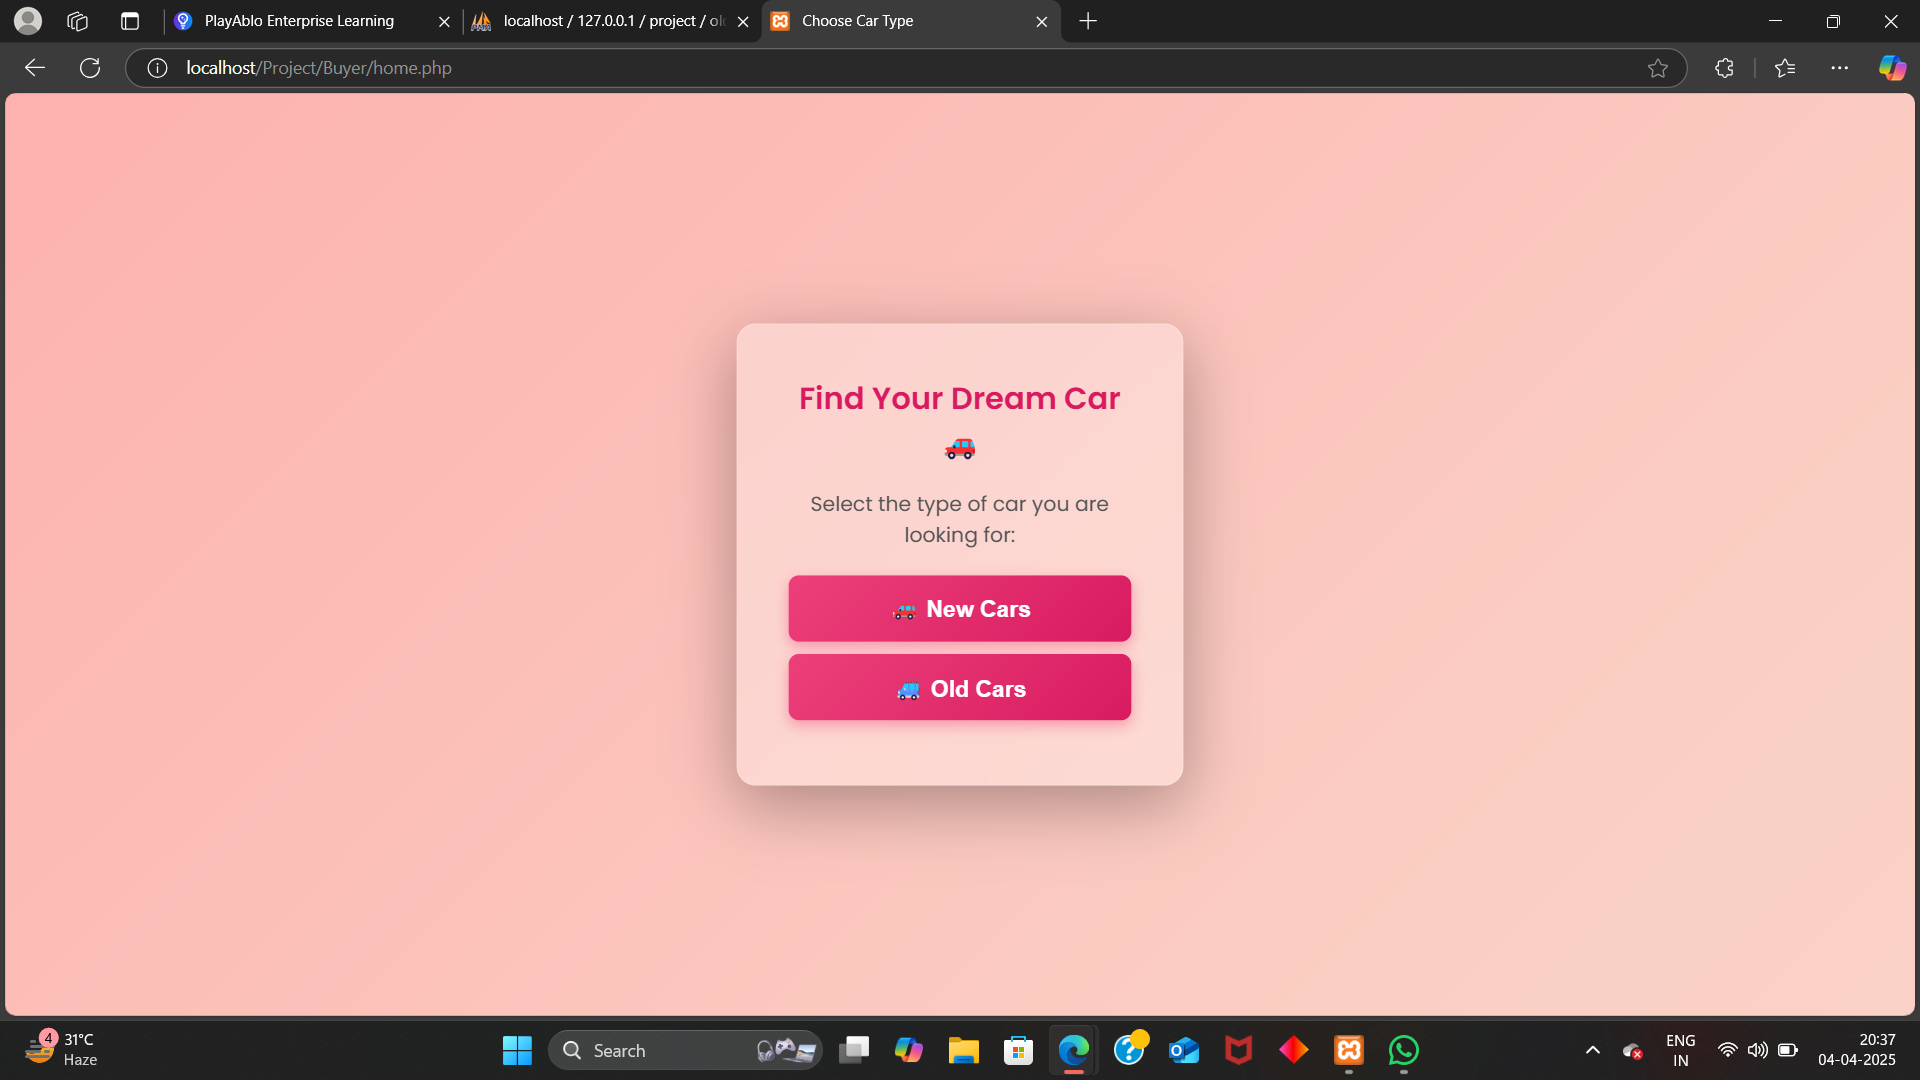 PlayAblo Enterprise Learning
localhost / 127.0.0.1 / project / ol
Choose Car Type
localhost/Project/Buyer/home.php
Find Your Dream Car
Select the type of car you are
looking for:
New Cars
Old Cars
4
31°C
Haze
Search
ENG
IN
20:37
04-04-2025